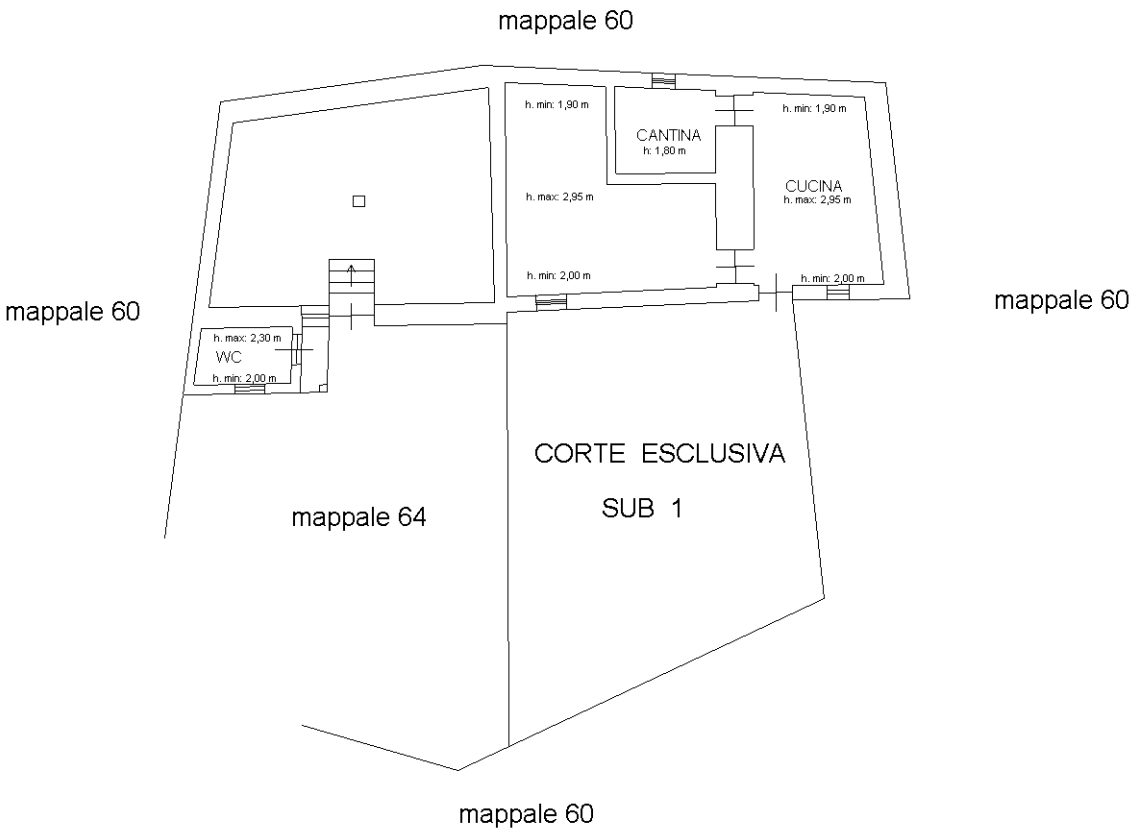 mappale 60
h. min: 1,90 m
CANTINA
h: 1,80 m
h. min: 1,90 m
CUCINA
h. max: 2,95 m
h. max: 2,95 m
h. min: 2,00 m
h. min: 2,00 m
mappale 60
mappale 60
h. max: 2,30 m
WC
h. min: 2,00 m
CORTE ESCLUSIVA
SUB 1
mappale 64
mappale 60